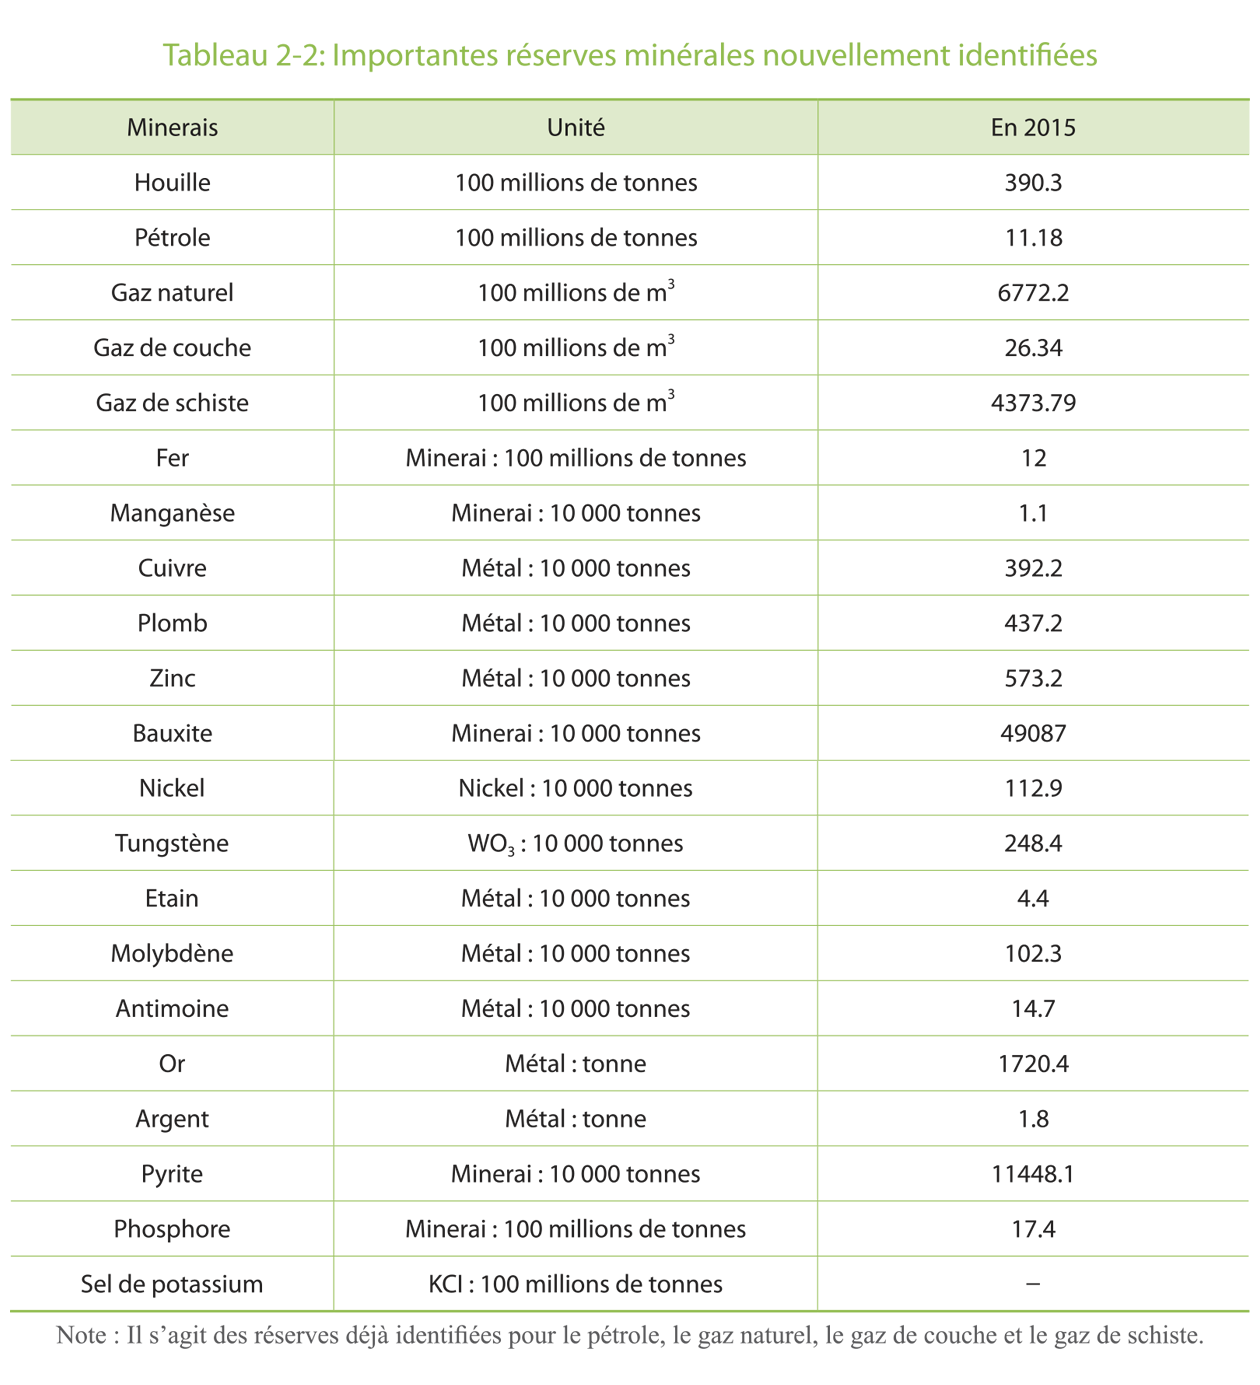 Tableau 2-2: Importantes réserves minérales nouvellement identifiées
Minerais Unité En 2015
Houille 100 millions de tonnes 390.3
Pétrole 100 millions de tonnes 11.18
Gaz naturel 100 millions de m³ 6772.2
Gaz de couche 100 millions de m³ 26.34
Gaz de schiste 100 millions de m³ 4373.79
Fer Minerai : 100 millions de tonnes 12
Manganèse Minerai : 10 000 tonnes 1.1
Cuivre Métal : 10 000 tonnes 392.2
Plomb Métal : 10 000 tonnes 437.2
Zinc Métal : 10 000 tonnes 573.2
Bauxite Minerai : 10 000 tonnes 49087
Nickel Nickel : 10 000 tonnes 112.9
Tungstène WO₃ : 10 000 tonnes 248.4
Etain Métal : 10 000 tonnes 4.4
Molybdène Métal : 10 000 tonnes 102.3
Antimoine Métal : 10 000 tonnes 14.7
Or Métal : tonne 1720.4
Argent Métal : tonne 1.8
Pyrite Minerai : 10 000 tonnes 11448.1
Phosphore Minerai : 100 millions de tonnes 17.4
Sel de potassium KCl : 100 millions de tonnes –
Note : Il s’agit des réserves déjà identifiées pour le pétrole, le gaz naturel, le gaz de couche et le gaz de schiste.